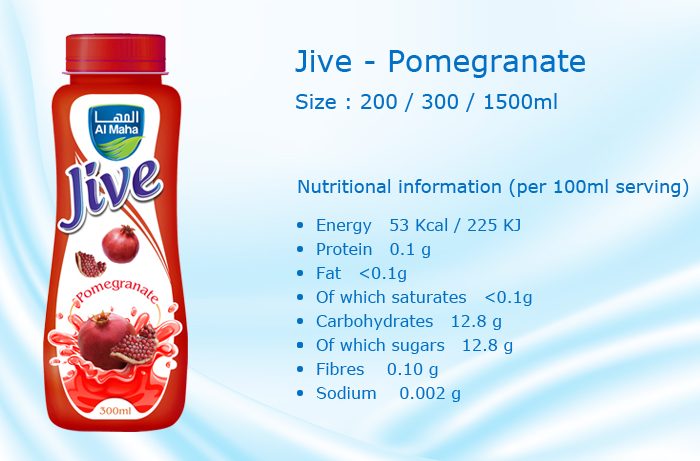 المها
Al Maha
Jive
Pomegranate
300ml
Jive - Pomegranate
Size : 200 / 300 / 1500ml
Nutritional information (per 100ml serving)
• Energy 53 Kcal / 225 KJ
• Protein 0.1 g
• Fat <0.1g
• Of which saturates <0.1g
• Carbohydrates 12.8 g
• Of which sugars 12.8 g
• Fibres 0.10 g
• Sodium 0.002 g